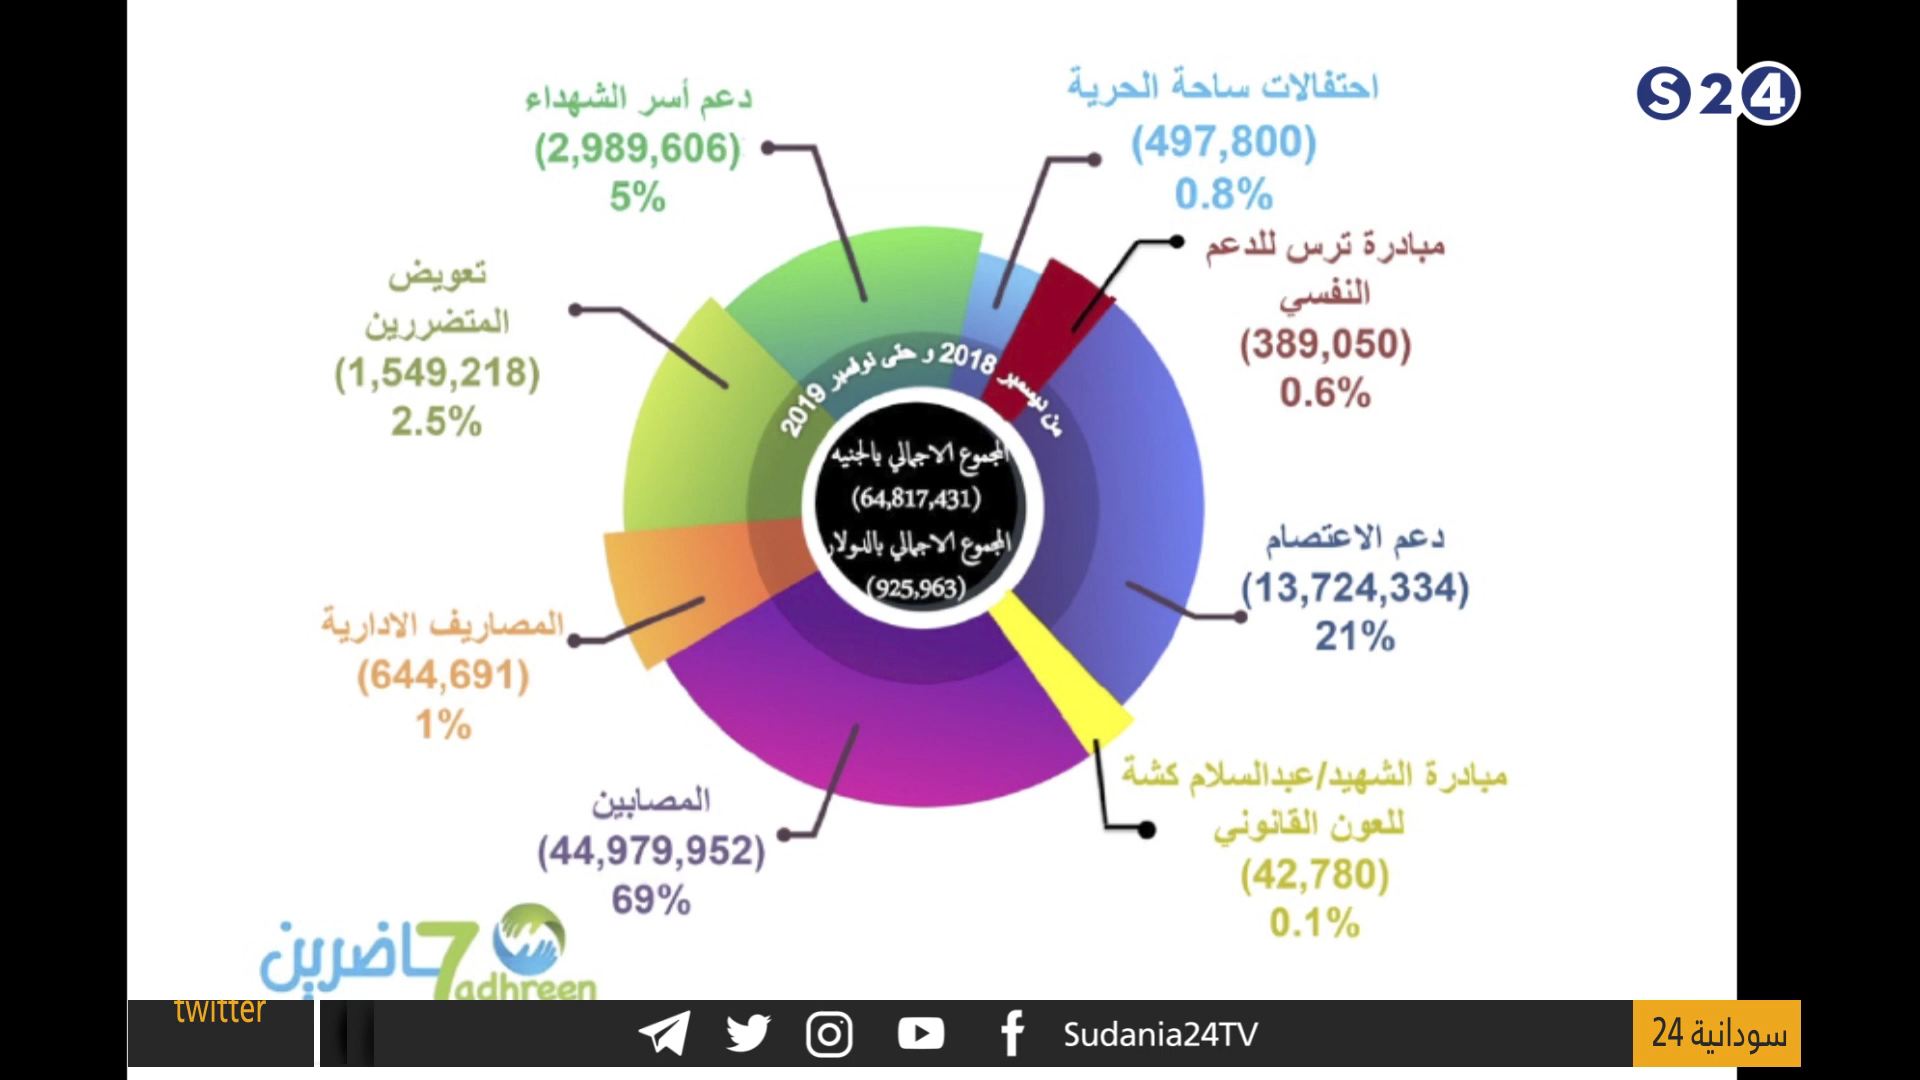 S24
احتفالات ساحة الحرية
(497,800)
0.8%
دعم أسر الشهداء
(2,989,606)
5%
مبادرة ترس للدعم
النفسي
(389,050)
0.6%
تعويض
المتضررين
(1,549,218)
2.5%
من ديسمبر 2018 و حتى نوفمبر 2019
المجموع الاجمالي بالجنيه
(64,817,431)
المجموع الاجمالي بالدولار
(925,963)
دعم الاعتصام
(13,724,334)
21%
المصاريف الادارية
(644,691)
1%
مبادرة الشهيد/عبدالسلام كشة
للعون القانوني
(42,780)
0.1%
المصابين
(44,979,952)
69%
7ـاضرين
7adhreen
twitter
Sudania24TV
سودانية 24